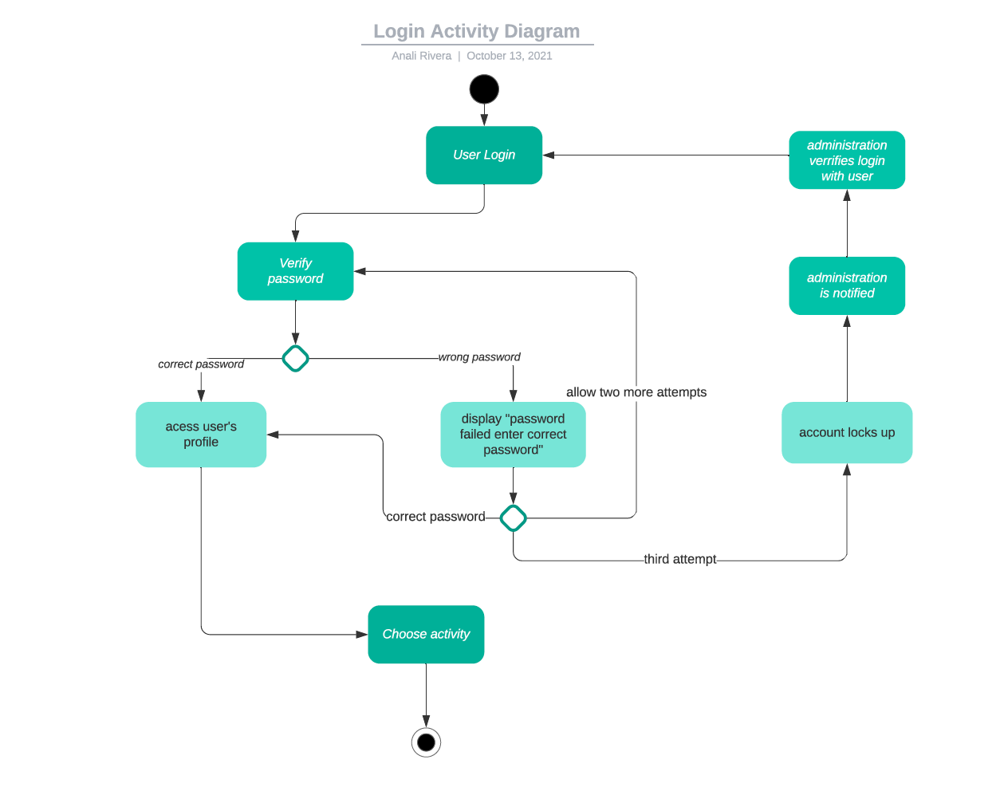 Login Activity Diagram
Anali Rivera | October 13, 2021
User Login
administration
verrifies login
with user
Verify
password
administration
is notified
correct password
wrong password
allow two more attempts
acess user's
profile
display "password
failed enter correct
password"
account locks up
correct password
third attempt
Choose activity